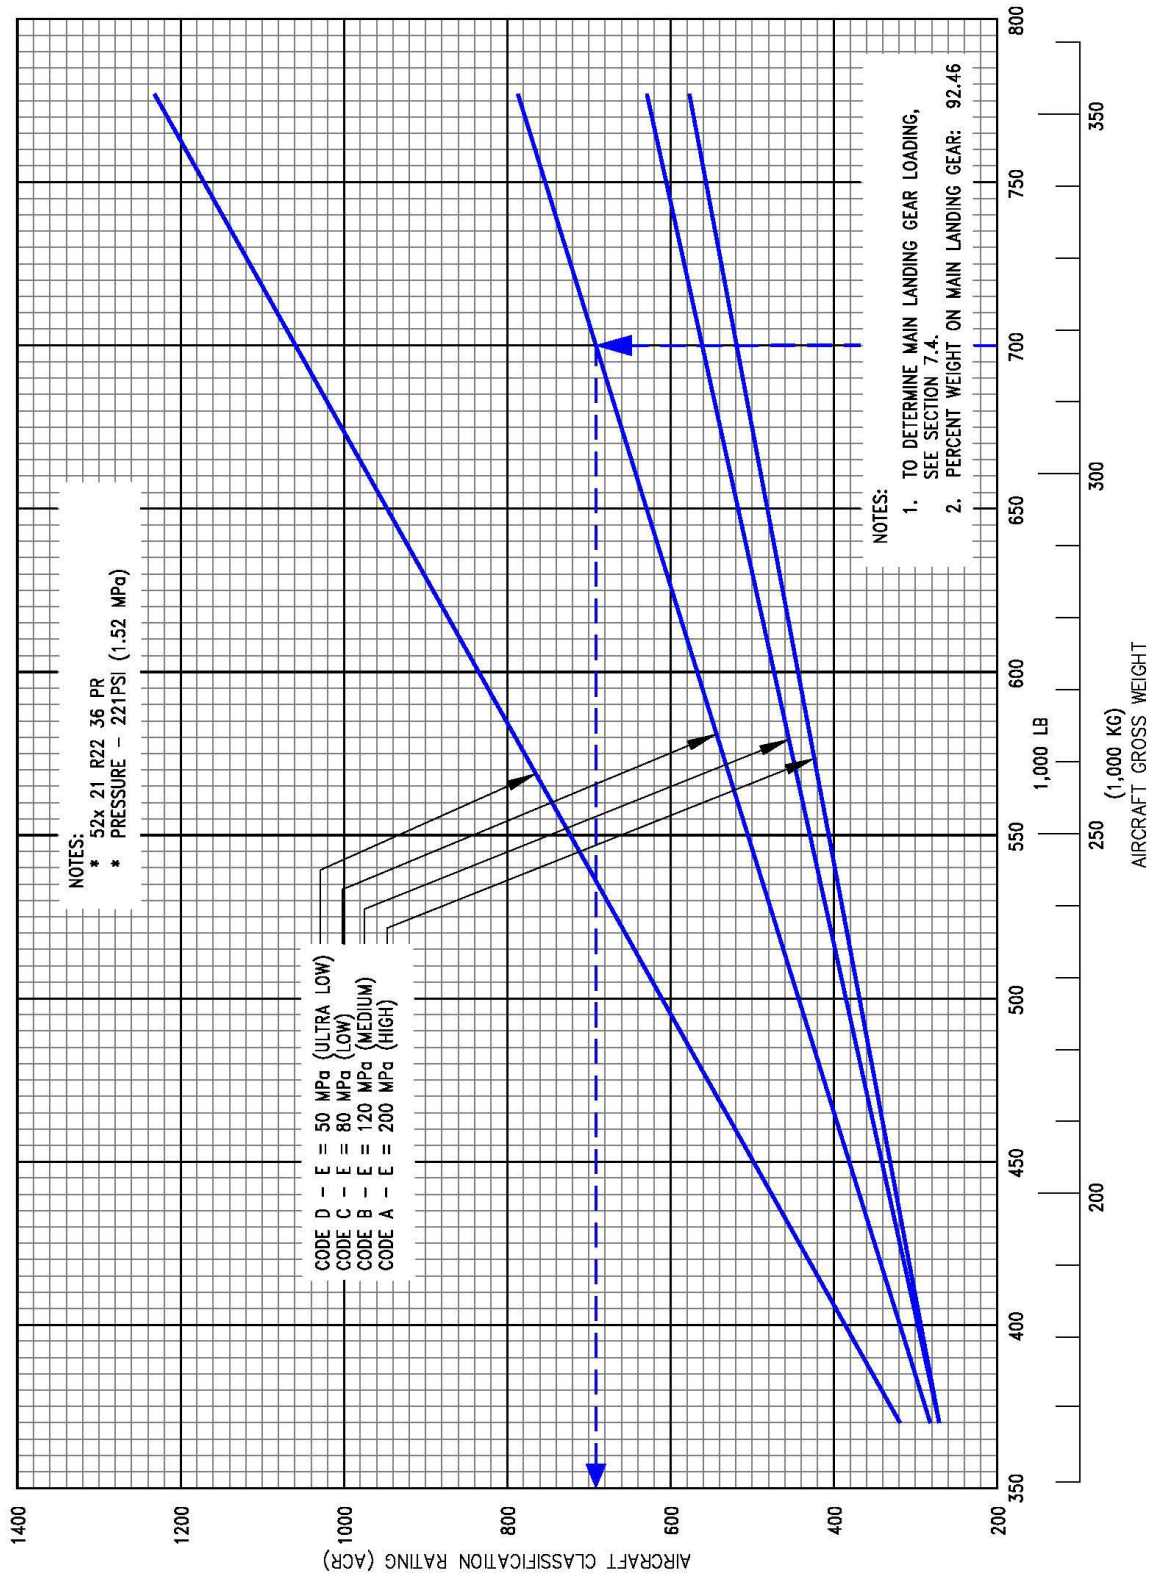 NOTES:
* 52x 21 R22 36 PR
* PRESSURE - 221PSI (1.52 MPa)
CODE D - E = 50 MPa (ULTRA LOW)
CODE C - E = 80 MPa (LOW)
CODE B - E = 120 MPa (MEDIUM)
CODE A - E = 200 MPa (HIGH)
AIRCRAFT CLASSIFICATION RATING (ACR)
1400
1200
1000
800
600
400
200
NOTES:
1. TO DETERMINE MAIN LANDING GEAR LOADING,
SEE SECTION 7.4.
2. PERCENT WEIGHT ON MAIN LANDING GEAR: 92.46
350 400 450 500 550 600 650 700 750 800
1,000 LB
200 250 300 350
(1,000 KG)
AIRCRAFT GROSS WEIGHT